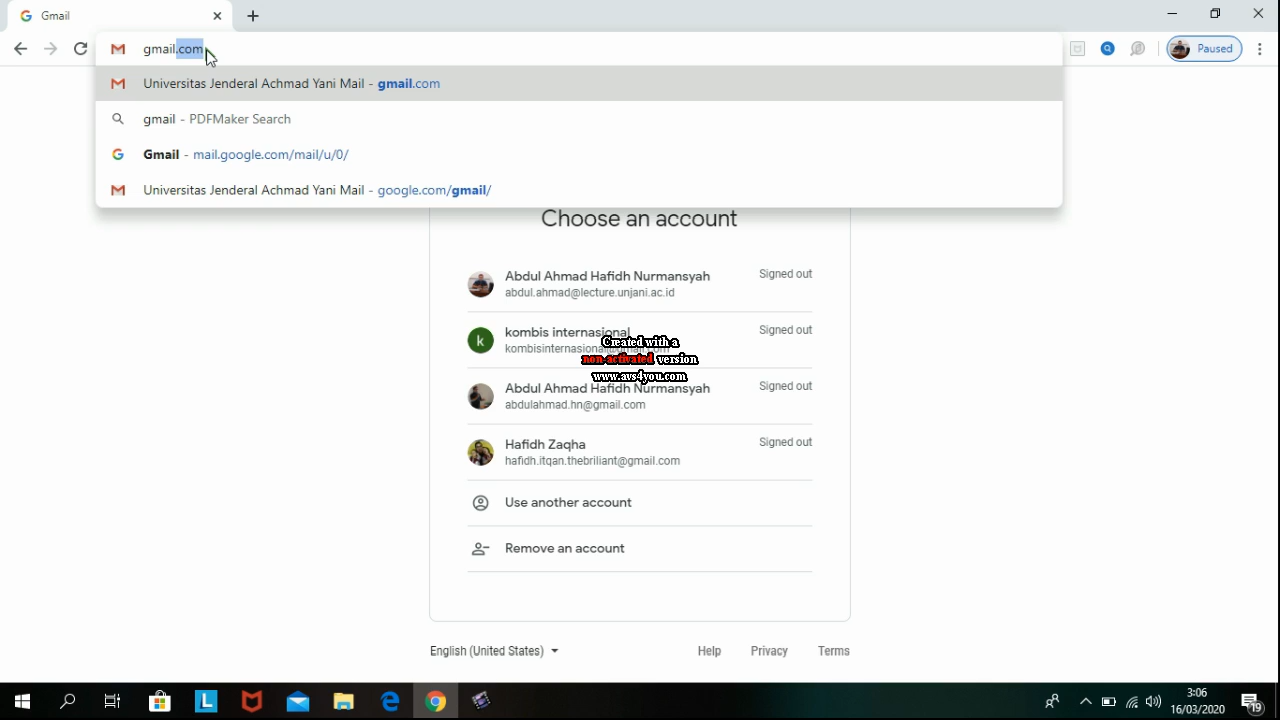 Gmail
gmail.com
Paused
Universitas Jenderal Achmad Yani Mail - gmail.com
gmail - PDFMaker Search
Gmail - mail.google.com/mail/u/0/
Universitas Jenderal Achmad Yani Mail - google.com/gmail/
Choose an account
Abdul Ahmad Hafidh Nurmansyah
Signed out
abdul.ahmad@lecture.unjani.ac.id
k
kombis internasional
Signed out
kombisinternasional@gmail.com
Created with a
non-activated version
www.avs4you.com
Abdul Ahmad Hafidh Nurmansyah
Signed out
abdulahmad.hn@gmail.com
Hafidh Zaqha
Signed out
hafidh.itqan.thebriliant@gmail.com
Use another account
Remove an account
English (United States)
Help
Privacy
Terms
L
3:06
16/03/2020
19